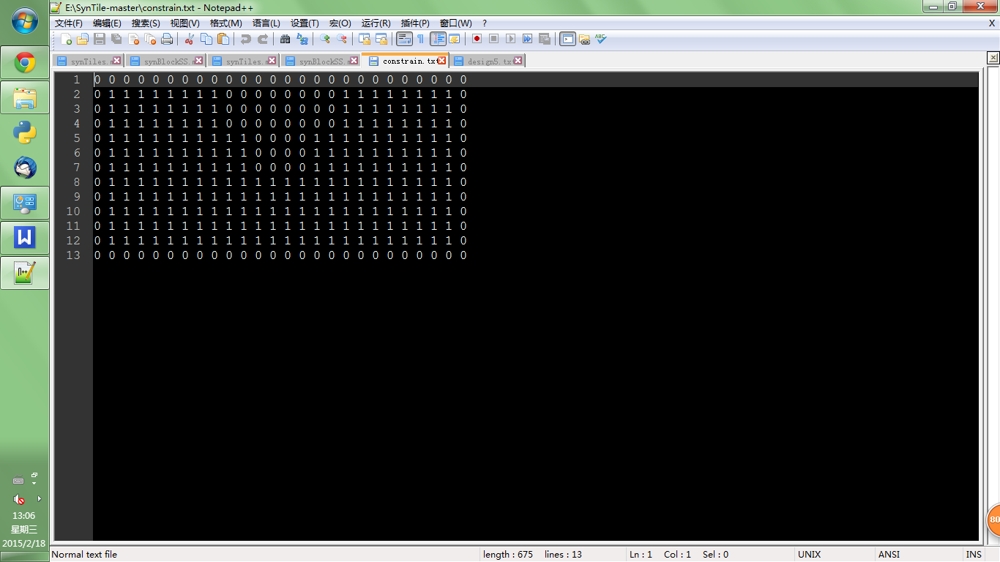 E:\SynTile-master\constrain.txt - Notepad++
文件(F) 编辑(E) 搜索(S) 视图(V) 格式(M) 语言(L) 设置(T) 宏(O) 运行(R) 插件(P) 窗口(W) ? X
synTiles.m synBlockSS.m synTiles.m synBlockSS.m constrain.txt design5.txt
1 0 0 0 0 0 0 0 0 0 0 0 0 0 0 0 0 0 0 0 0 0 0 0 0 0 0
2 0 1 1 1 1 1 1 1 1 0 0 0 0 0 0 0 0 1 1 1 1 1 1 1 1 0
3 0 1 1 1 1 1 1 1 1 0 0 0 0 0 0 0 0 1 1 1 1 1 1 1 1 0
4 0 1 1 1 1 1 1 1 1 0 0 0 0 0 0 0 0 1 1 1 1 1 1 1 1 0
5 0 1 1 1 1 1 1 1 1 1 1 0 0 0 0 1 1 1 1 1 1 1 1 1 1 0
6 0 1 1 1 1 1 1 1 1 1 1 0 0 0 0 1 1 1 1 1 1 1 1 1 1 0
7 0 1 1 1 1 1 1 1 1 1 1 0 0 0 0 1 1 1 1 1 1 1 1 1 1 0
8 0 1 1 1 1 1 1 1 1 1 1 1 1 1 1 1 1 1 1 1 1 1 1 1 1 0
9 0 1 1 1 1 1 1 1 1 1 1 1 1 1 1 1 1 1 1 1 1 1 1 1 1 0
10 0 1 1 1 1 1 1 1 1 1 1 1 1 1 1 1 1 1 1 1 1 1 1 1 1 0
11 0 1 1 1 1 1 1 1 1 1 1 1 1 1 1 1 1 1 1 1 1 1 1 1 1 0
12 0 1 1 1 1 1 1 1 1 1 1 1 1 1 1 1 1 1 1 1 1 1 1 1 1 0
13 0 0 0 0 0 0 0 0 0 0 0 0 0 0 0 0 0 0 0 0 0 0 0 0 0 0
13:06
星期三
2015/2/18
80
Normal text file length : 675 lines : 13 Ln : 1 Col : 1 Sel : 0 UNIX ANSI INS